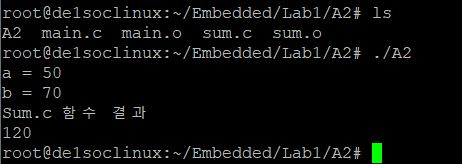 root@de1soclinux:~/Embedded/Lab1/A2# ls
A2  main.c  main.o  sum.c  sum.o
root@de1soclinux:~/Embedded/Lab1/A2# ./A2
a = 50
b = 70
Sum.c 함수 결과
120
root@de1soclinux:~/Embedded/Lab1/A2#